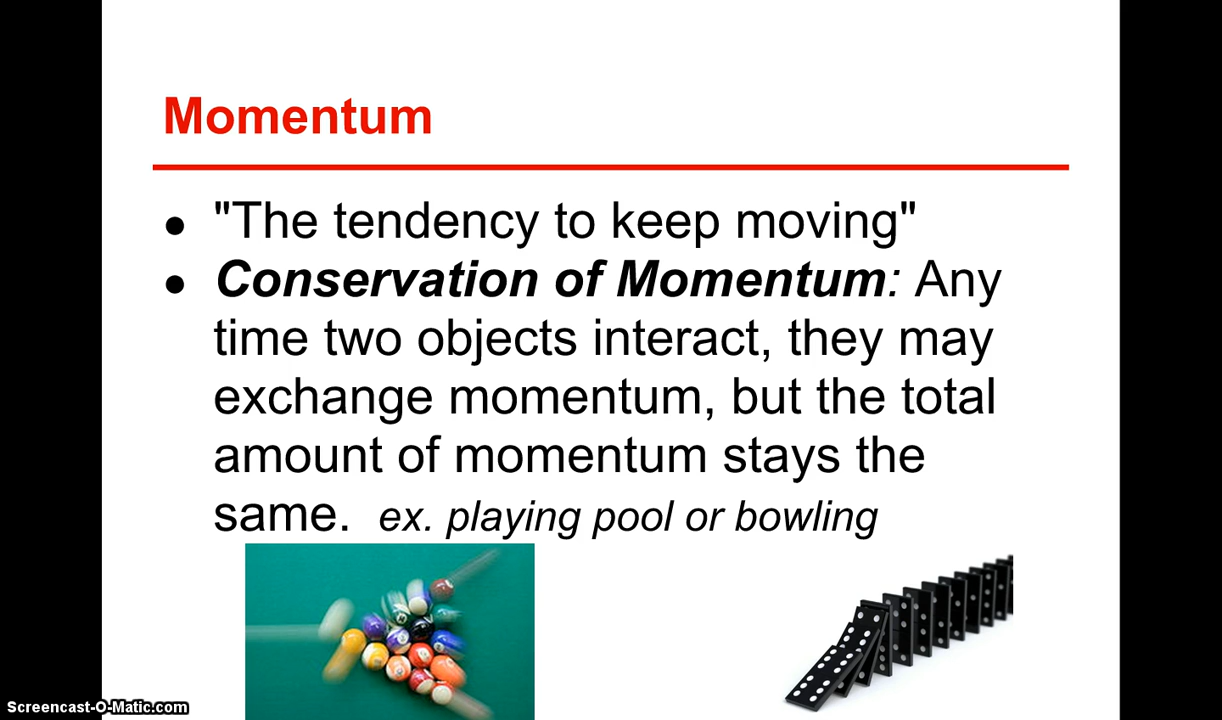 Momentum
● "The tendency to keep moving"
● Conservation of Momentum: Any
time two objects interact, they may
exchange momentum, but the total
amount of momentum stays the
same. ex. playing pool or bowling
Screencast-O-Matic.com